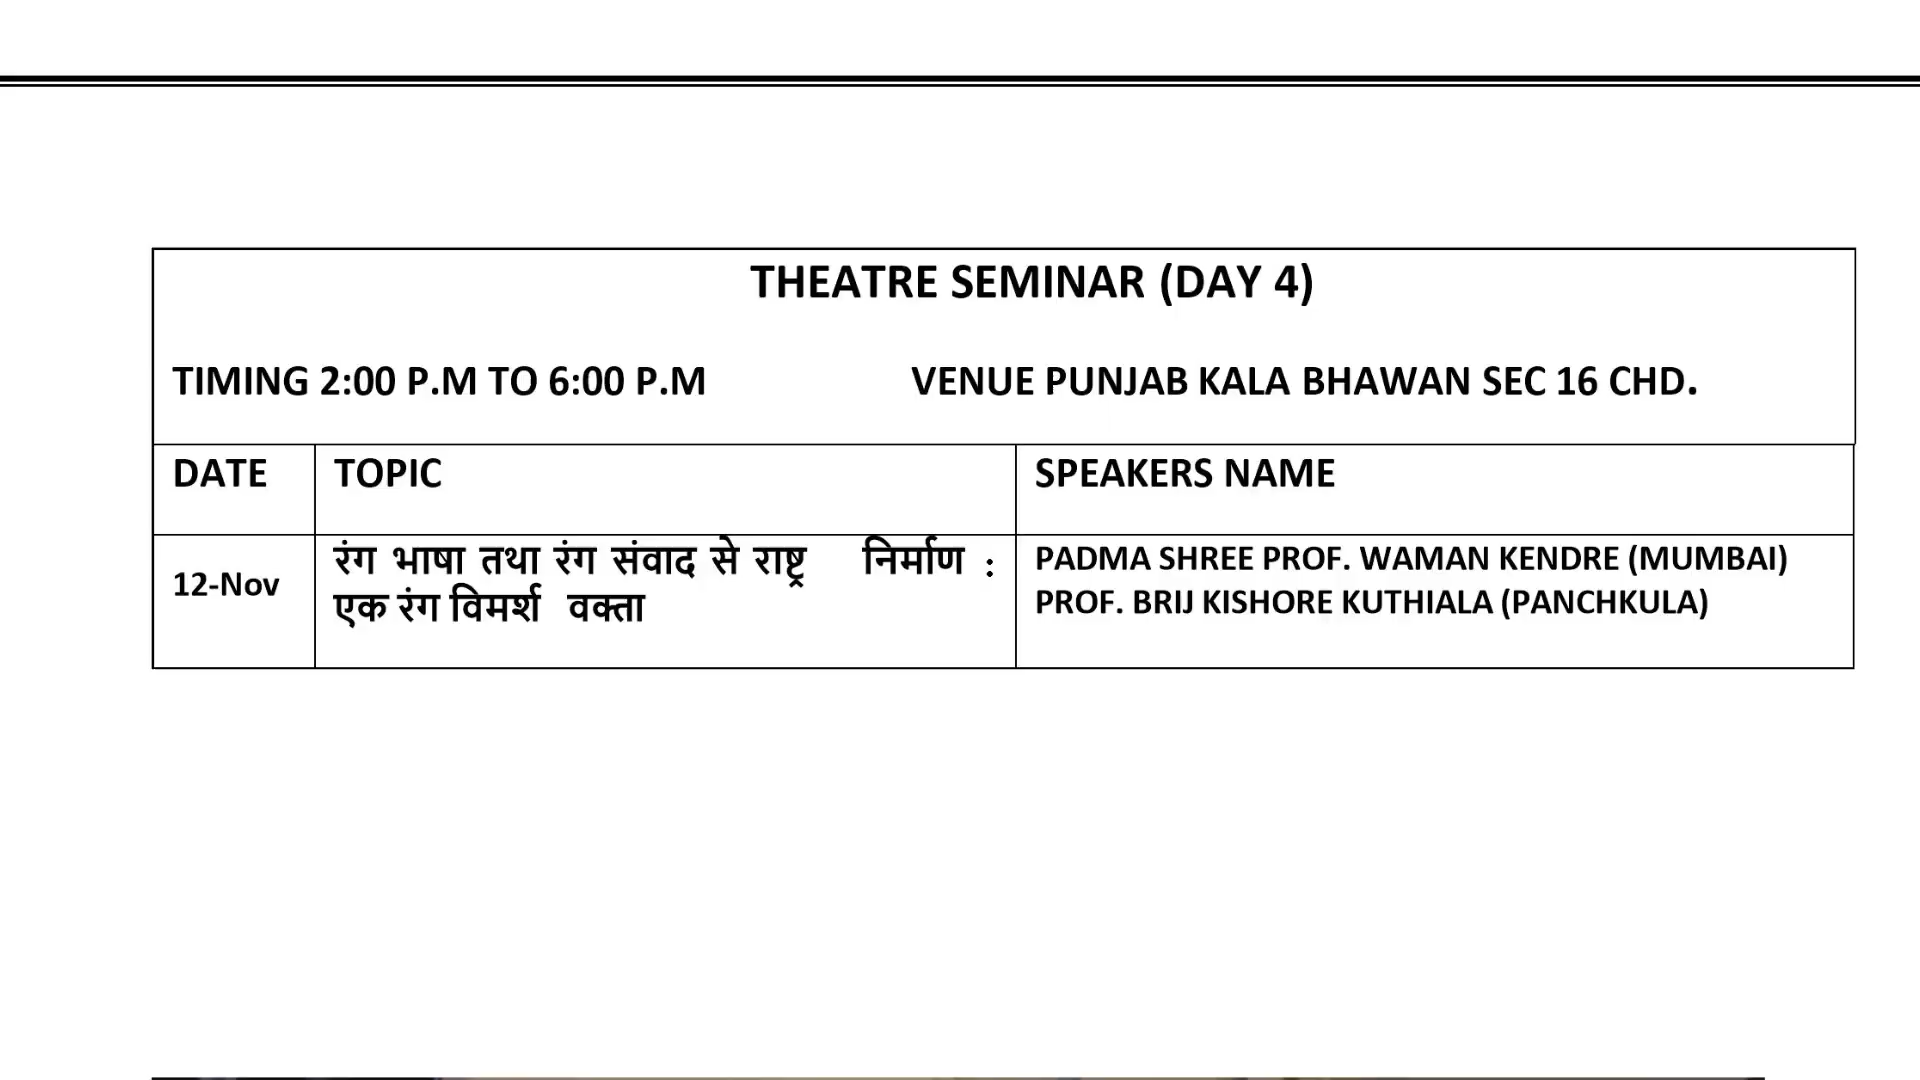 THEATRE SEMINAR (DAY 4)
TIMING 2:00 P.M TO 6:00 P.M VENUE PUNJAB KALA BHAWAN SEC 16 CHD.
DATE TOPIC SPEAKERS NAME
12-Nov
रंग भाषा तथा रंग संवाद से राष्ट्र निर्माण :
एक रंग विमर्श वक्ता
PADMA SHREE PROF. WAMAN KENDRE (MUMBAI)
PROF. BRIJ KISHORE KUTHIALA (PANCHKULA)